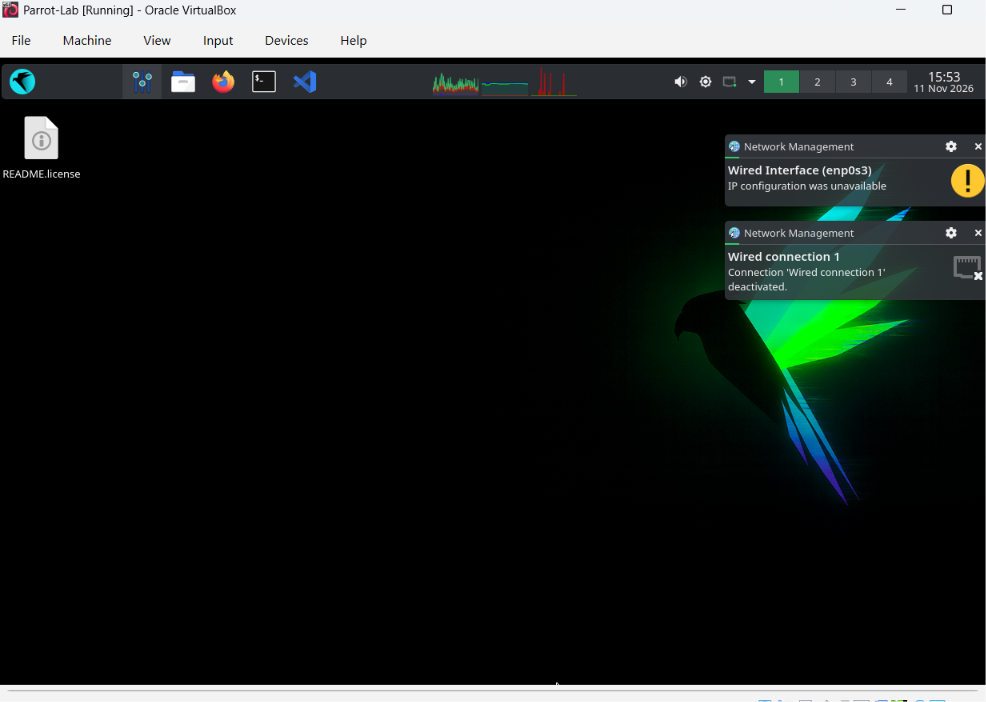 Parrot-Lab [Running] - Oracle VirtualBox
File Machine View Input Devices Help
$_
1 2 3 4
15:53
11 Nov 2026
README.license
Network Management
Wired Interface (enp0s3)
IP configuration was unavailable
Network Management
Wired connection 1
Connection 'Wired connection 1'
deactivated.